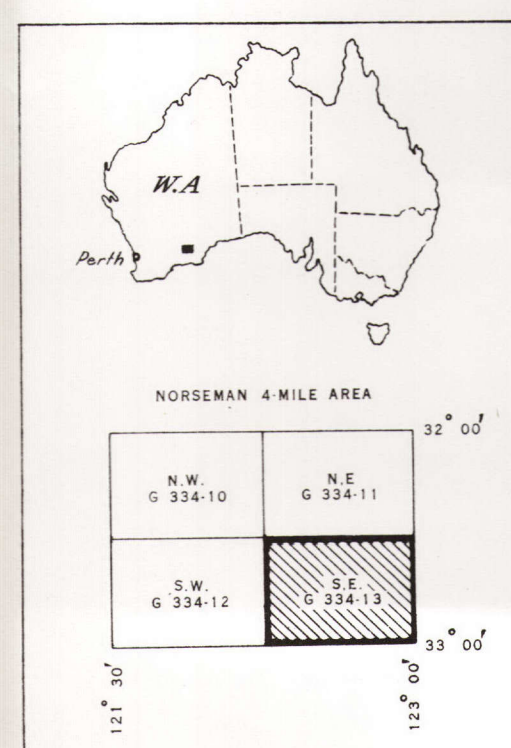 W.A
Perth
NORSEMAN 4-MILE AREA
32° 00'
N.W.
G 334-10
N.E
G 334-11
S.W.
G 334-12
S.E.
G 334-13
33° 00'
121° 30'
123° 00'